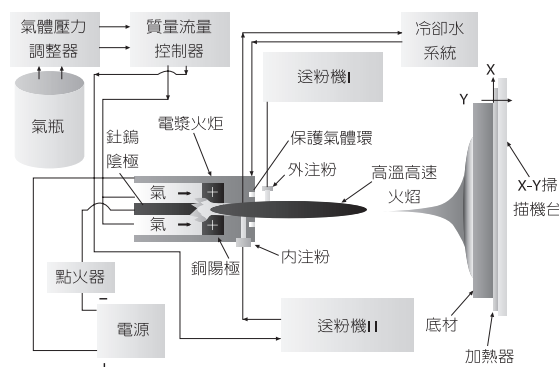 氣體壓力
調整器
質量流量
控制器
冷卻水
系統
送粉機I
氣瓶
釷鎢
陰極
電漿火炬
保護氣體環
外注粉
高溫高速
火焰
氣
氣
+
+
銅陽極
內注粉
X
Y
X-Y掃
描機台
點火器
電源
-
+
送粉機II
底材
加熱器